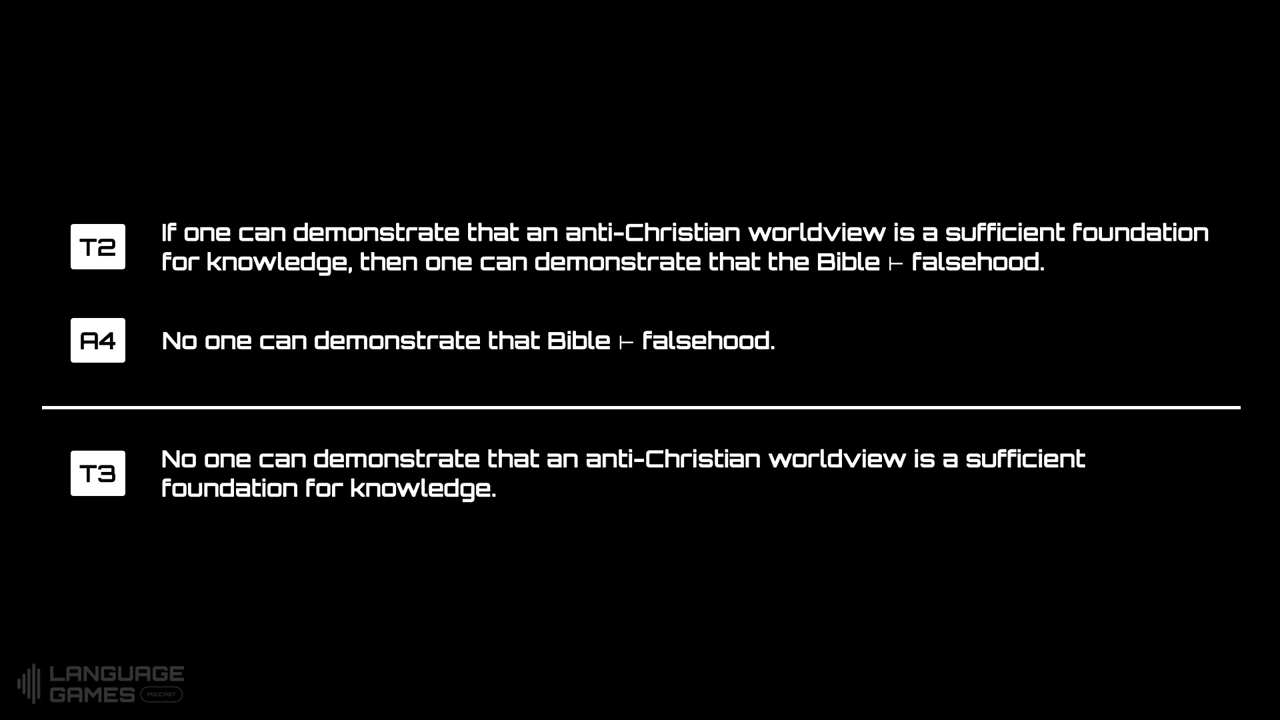 T2
If one can demonstrate that an anti-Christian worldview is a sufficient foundation
for knowledge, then one can demonstrate that the Bible ⊢ falsehood.
A4
No one can demonstrate that Bible ⊢ falsehood.
T3
No one can demonstrate that an anti-Christian worldview is a sufficient
foundation for knowledge.
LANGUAGE
GAMES PODCAST